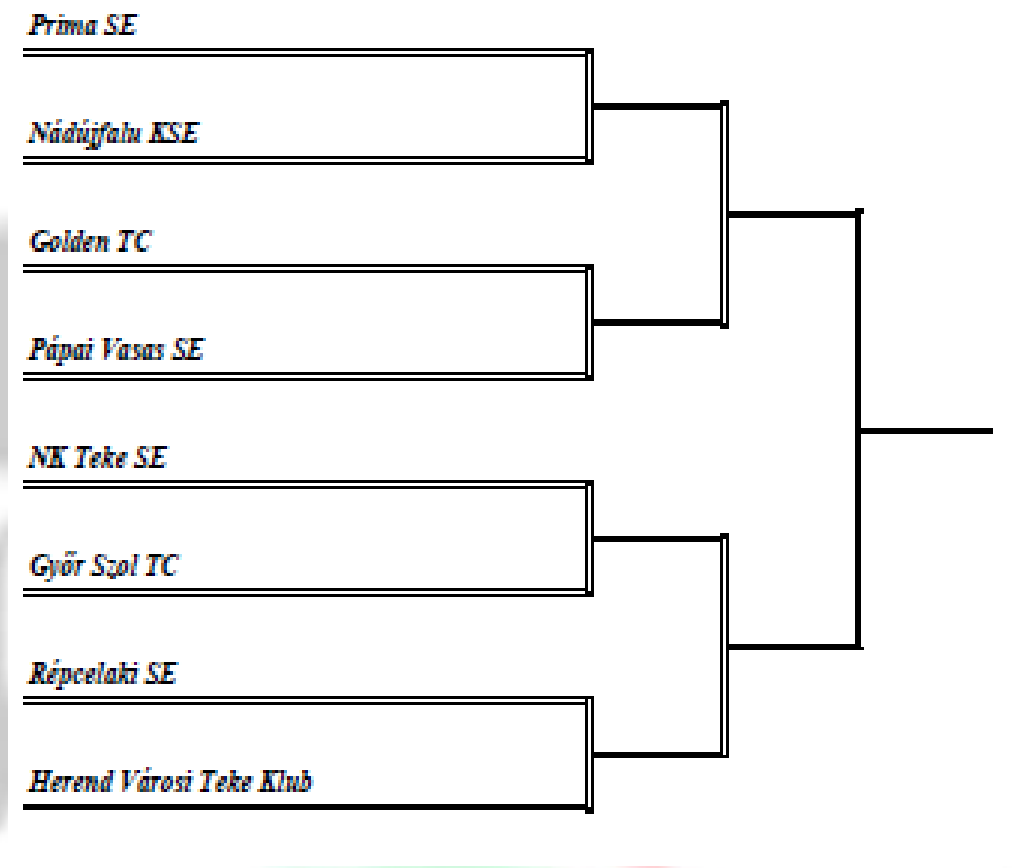 Prima SE
Nádújfalu KSE
Golden TC
Pápai Vasas SE
NK Teke SE
Győr Szol TC
Répcelaki SE
Herend Városi Teke Klub